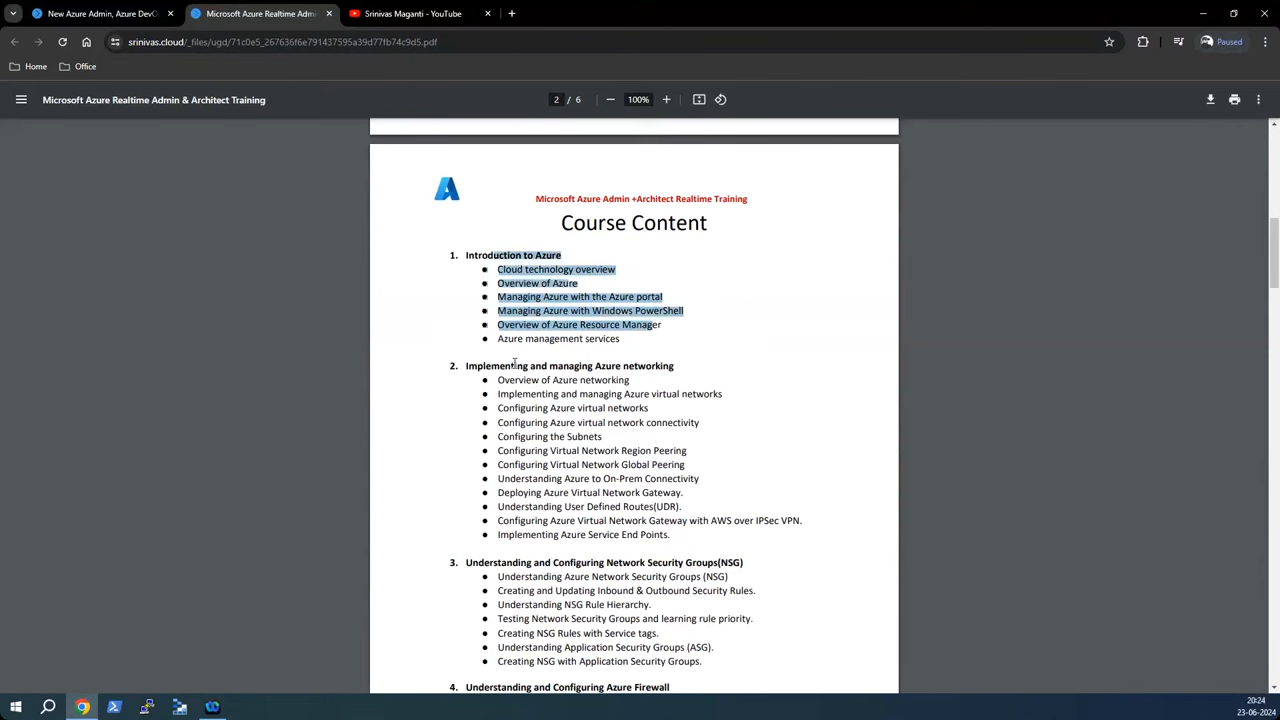 New Azure Admin, Azure DevO
Microsoft Azure Realtime Admi
Srinivas Maganti - YouTube
srinivas.cloud/_files/ugd/71c0e5_267636f6e791437595a39d77fb74c9d5.pdf
Paused
Home
Office
Microsoft Azure Realtime Admin & Architect Training
2 / 6
100%
Microsoft Azure Admin +Architect Realtime Training
Course Content
1. Introduction to Azure
● Cloud technology overview
● Overview of Azure
● Managing Azure with the Azure portal
● Managing Azure with Windows PowerShell
● Overview of Azure Resource Manager
● Azure management services
2. Implementing and managing Azure networking
● Overview of Azure networking
● Implementing and managing Azure virtual networks
● Configuring Azure virtual networks
● Configuring Azure virtual network connectivity
● Configuring the Subnets
● Configuring Virtual Network Region Peering
● Configuring Virtual Network Global Peering
● Understanding Azure to On-Prem Connectivity
● Deploying Azure Virtual Network Gateway.
● Understanding User Defined Routes(UDR).
● Configuring Azure Virtual Network Gateway with AWS over IPSec VPN.
● Implementing Azure Service End Points.
3. Understanding and Configuring Network Security Groups(NSG)
● Understanding Azure Network Security Groups (NSG)
● Creating and Updating Inbound & Outbound Security Rules.
● Understanding NSG Rule Hierarchy.
● Testing Network Security Groups and learning rule priority.
● Creating NSG Rules with Service tags.
● Understanding Application Security Groups (ASG).
● Creating NSG with Application Security Groups.
4. Understanding and Configuring Azure Firewall
20:24
23-06-2024